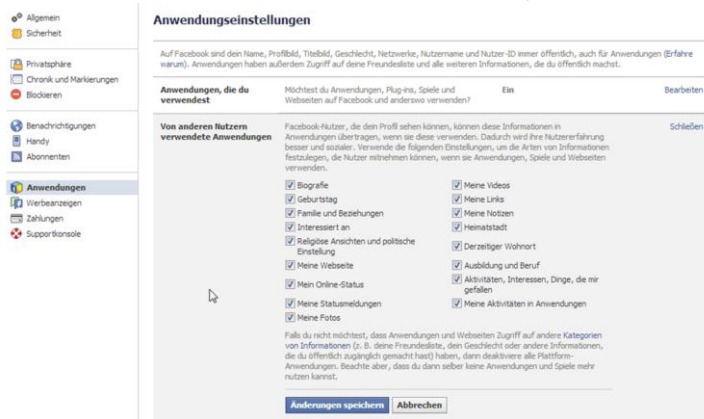 Allgemein
Sicherheit
Privatsphäre
Chronik und Markierungen
Blockieren
Benachrichtigungen
Handy
Abonnenten
Anwendungen
Werbeanzeigen
Zahlungen
Supportkonsole
Anwendungseinstellungen
Auf Facebook sind dein Name, Profilbild, Titelbild, Geschlecht, Netzwerke, Nutzername und Nutzer-ID immer öffentlich, auch für Anwendungen (Erfahre
warum). Anwendungen haben außerdem Zugriff auf deine Freundesliste und alle weiteren Informationen, die du öffentlich machst.
Anwendungen, die du
verwendest
Möchtest du Anwendungen, Plug-ins, Spiele und
Webseiten auf Facebook und anderswo verwenden?
Ein
Bearbeiten
Von anderen Nutzern
verwendete Anwendungen
Facebook-Nutzer, die dein Profil sehen können, können diese Informationen in
Anwendungen übertragen, wenn sie diese verwenden. Dadurch wird ihre Nutzererfahrung
besser und sozialer. Verwende die folgenden Einstellungen, um die Arten von Informationen
festzulegen, die Nutzer mitnehmen können, wenn sie Anwendungen, Spiele und Webseiten
verwenden.
Schließen
Biografie
Geburtstag
Familie und Beziehungen
Interessiert an
Religiöse Ansichten und politische
Einstellung
Meine Webseite
Mein Online-Status
Meine Statusmeldungen
Meine Fotos
Meine Videos
Meine Links
Meine Notizen
Heimatstadt
Derzeitiger Wohnort
Ausbildung und Beruf
Aktivitäten, Interessen, Dinge, die mir
gefallen
Meine Aktivitäten in Anwendungen
Falls du nicht möchtest, dass Anwendungen und Webseiten Zugriff auf andere Kategorien
von Informationen (z. B. deine Freundesliste, dein Geschlecht oder andere Informationen,
die du öffentlich zugänglich gemacht hast) haben, dann deaktiviere alle Plattform-
Anwendungen. Beachte aber, dass du dann selber keine Anwendungen und Spiele mehr
nutzen kannst.
Änderungen speichern
Abbrechen